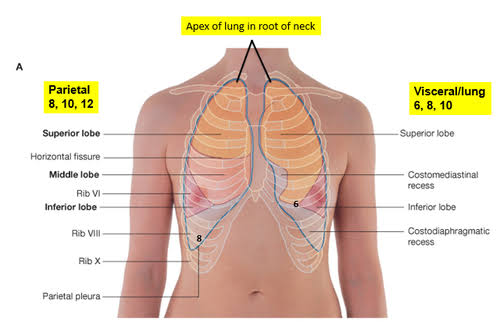 Apex of lung in root of neck
A
Parietal
8, 10, 12
Visceral/lung
6, 8, 10
Superior lobe
Horizontal fissure
Middle lobe
Rib VI
Inferior lobe
Rib VIII
Rib X
Parietal pleura
Superior lobe
Costomediastinal
recess
Inferior lobe
Costodiaphragmatic
recess
6
8